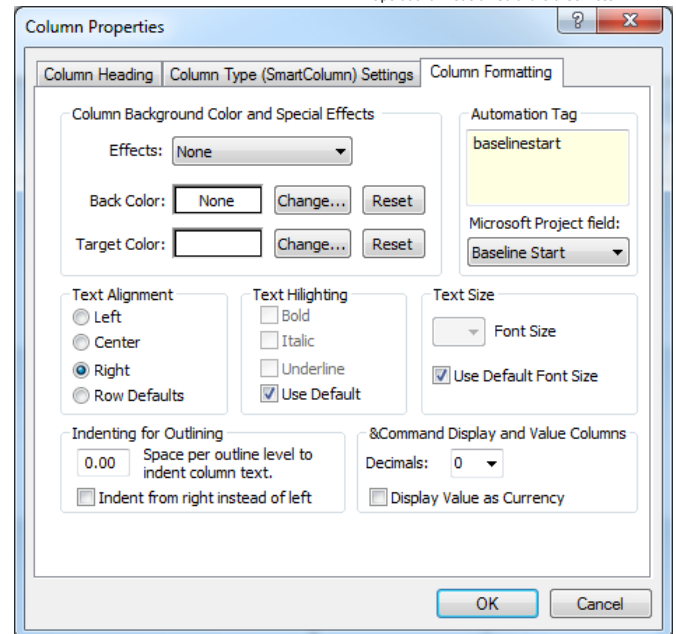 Column Properties
?
X
Column Heading
Column Type (SmartColumn) Settings
Column Formatting
Column Background Color and Special Effects
Effects: None
Back Color: None Change... Reset
Target Color: Change... Reset
Automation Tag
baselinestart
Microsoft Project field:
Baseline Start
Text Alignment
Left
Center
Right
Row Defaults
Text Hilighting
Bold
Italic
Underline
Use Default
Text Size
Font Size
Use Default Font Size
Indenting for Outlining
0.00 Space per outline level to
indent column text.
Indent from right instead of left
&Command Display and Value Columns
Decimals: 0
Display Value as Currency
OK
Cancel